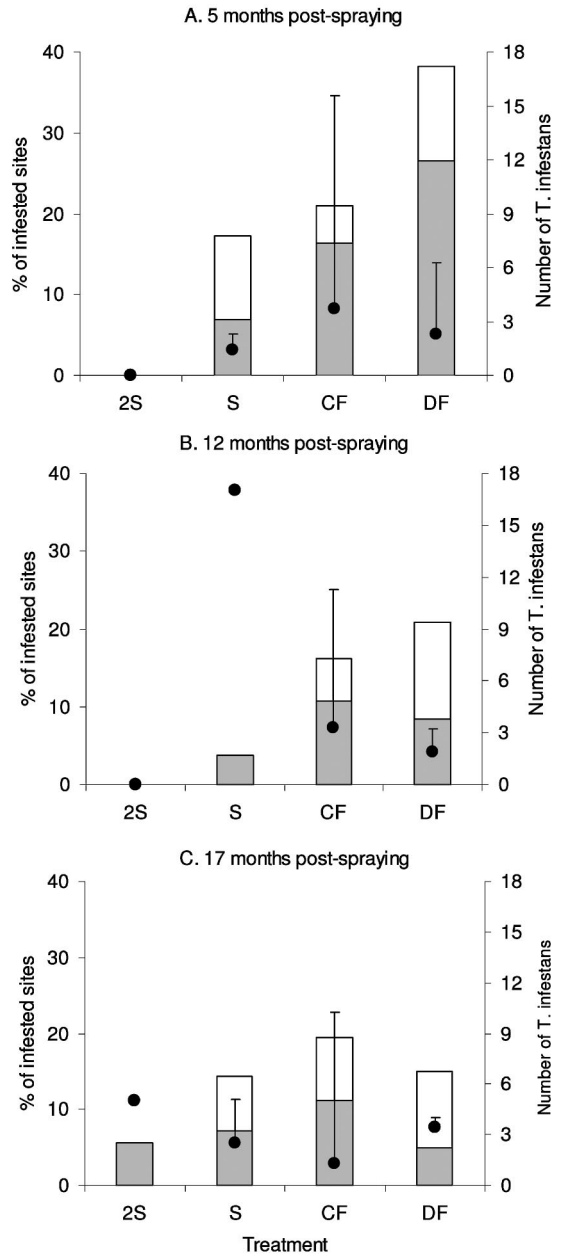 A. 5 months post-spraying
% of infested sites
40
30
20
10
0
18
15
12
9
6
3
0
Number of T. infestans
2S S CF DF
B. 12 months post-spraying
% of infested sites
40
30
20
10
0
18
15
12
9
6
3
0
Number of T. infestans
2S S CF DF
C. 17 months post-spraying
% of infested sites
40
30
20
10
0
18
15
12
9
6
3
0
Number of T. infestans
2S S CF DF
Treatment